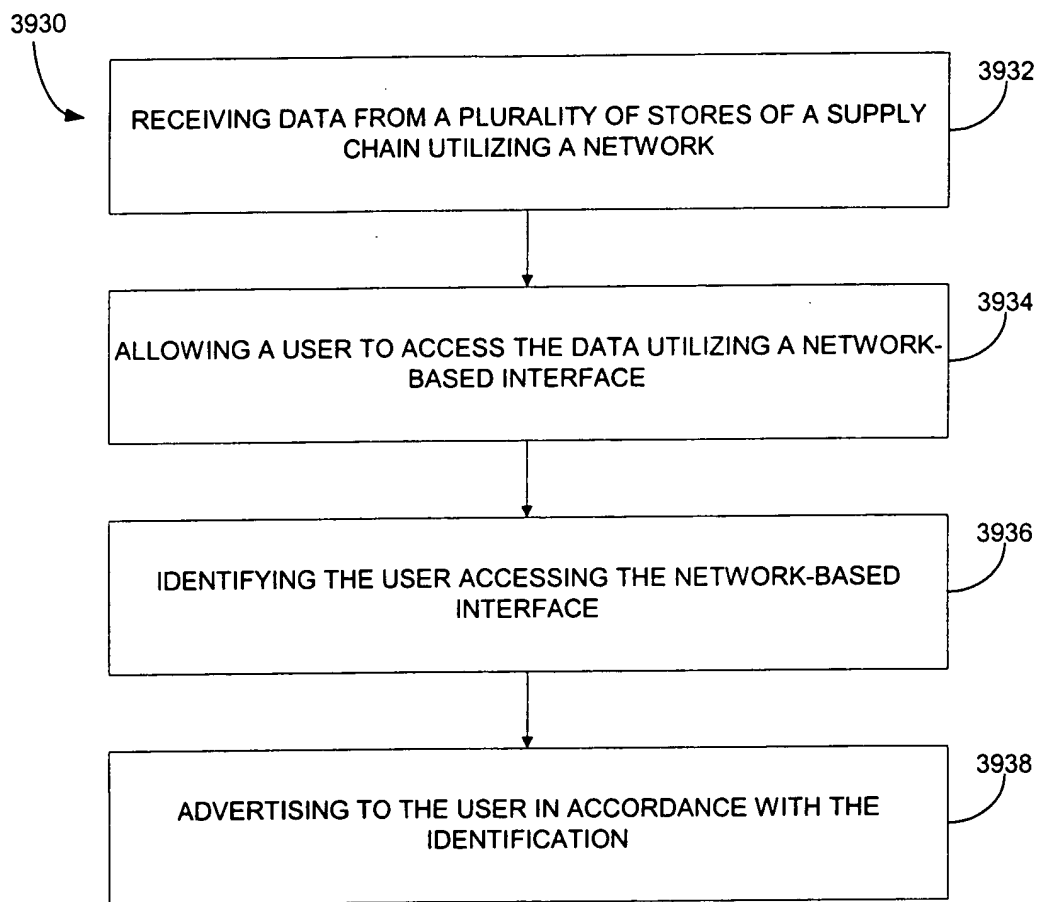 3930
3932
RECEIVING DATA FROM A PLURALITY OF STORES OF A SUPPLY
CHAIN UTILIZING A NETWORK
3934
ALLOWING A USER TO ACCESS THE DATA UTILIZING A NETWORK-
BASED INTERFACE
3936
IDENTIFYING THE USER ACCESSING THE NETWORK-BASED
INTERFACE
3938
ADVERTISING TO THE USER IN ACCORDANCE WITH THE
IDENTIFICATION